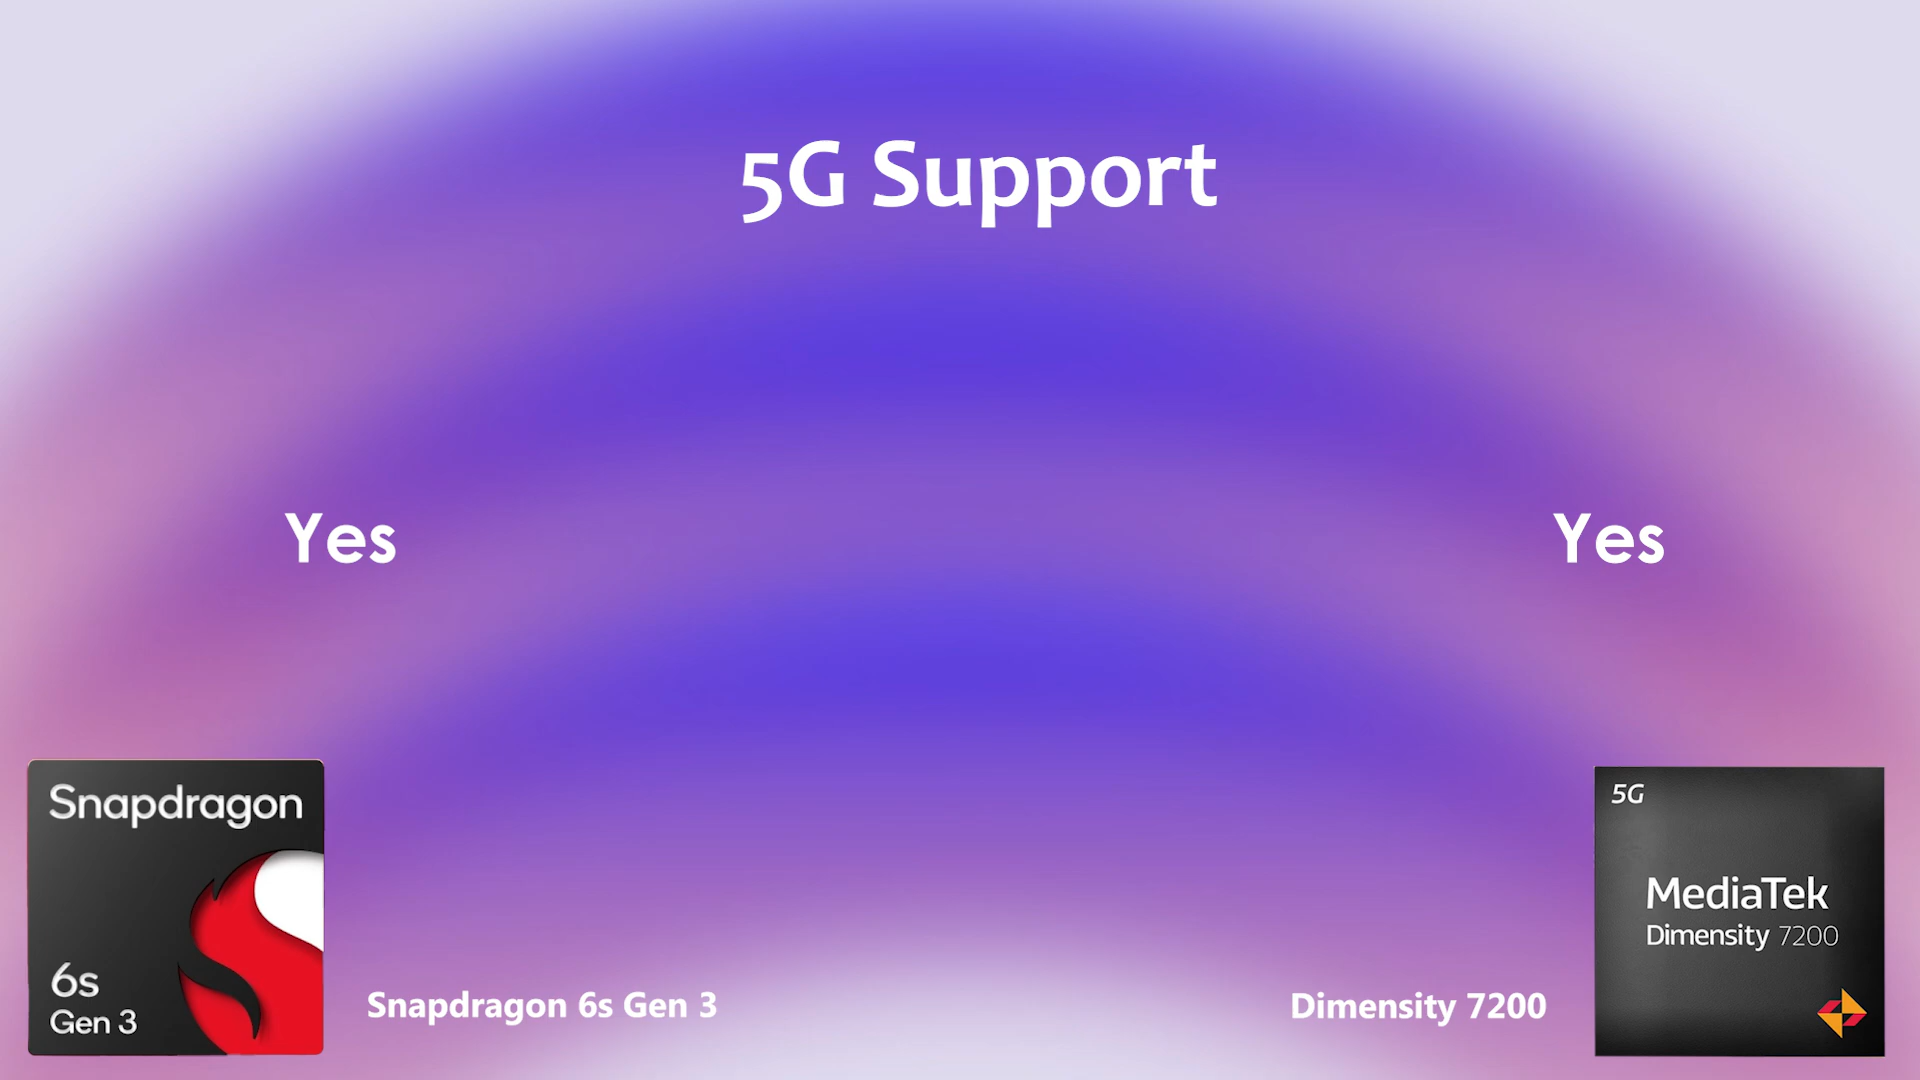 5G Support
Yes
Yes
Snapdragon
6s
Gen 3
Snapdragon 6s Gen 3
Dimensity 7200
5G
MediaTek
Dimensity 7200